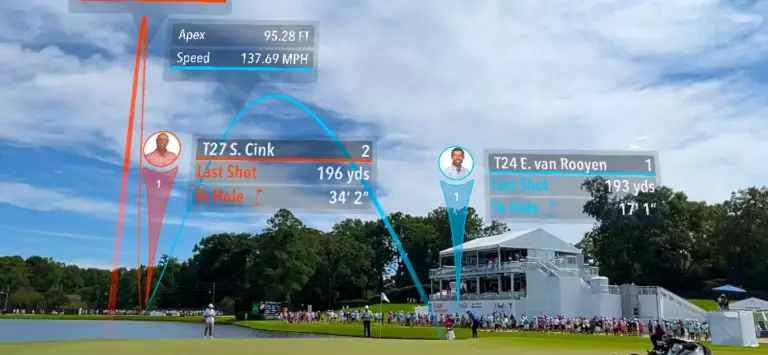 Apex 95.28 FT
Speed 137.69 MPH
T27 S. Cink 2
Last Shot 196 yds
To Hole 34' 2"
1
T24 E. van Rooyen 1
Last Shot 193 yds
To Hole 17' 1"
1